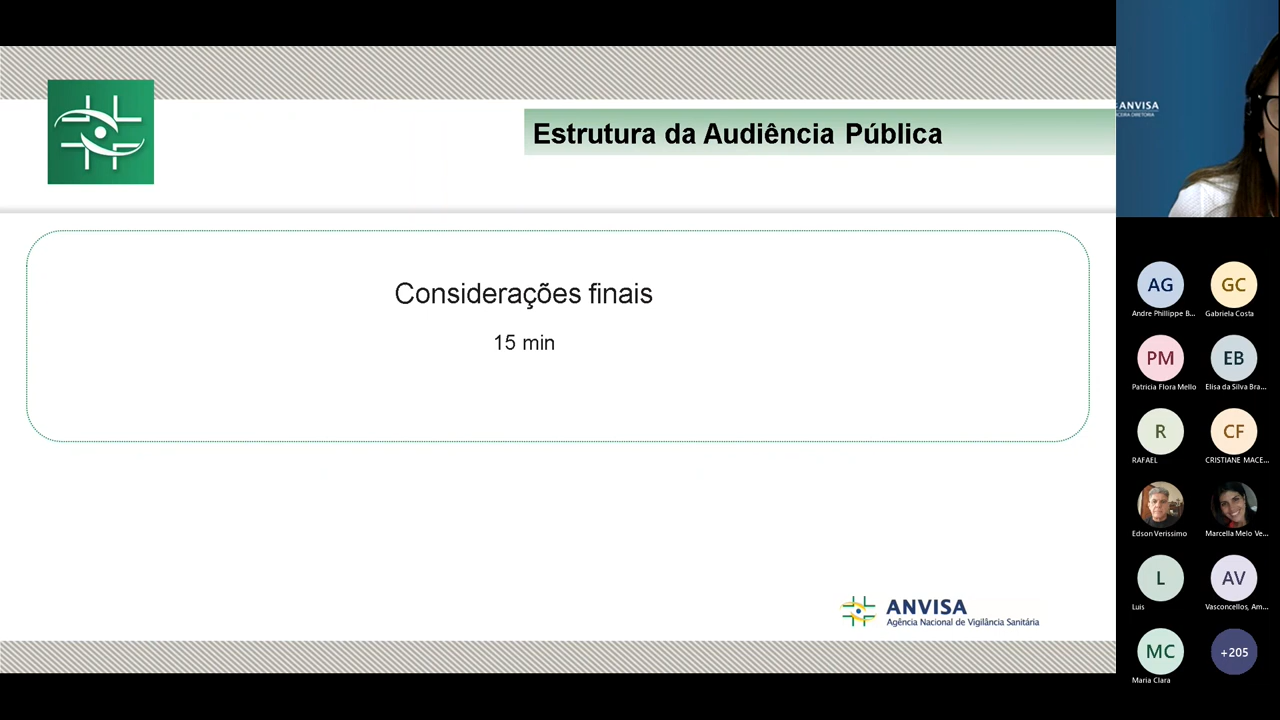 Estrutura da Audiência Pública
Considerações finais
15 min
ANVISA
Agência Nacional de Vigilância Sanitária
ANVISA
AG
GC
Andre Phillippe B...
Gabriela Costa
PM
EB
Patricia Flora Mello
Elisa da Silva Bra...
R
CF
RAFAEL
CRISTIANE MACE...
Edson Verissimo
Marcella Melo Ve...
L
AV
Luis
Vasconcellos, Am...
MC
+205
Maria Clara